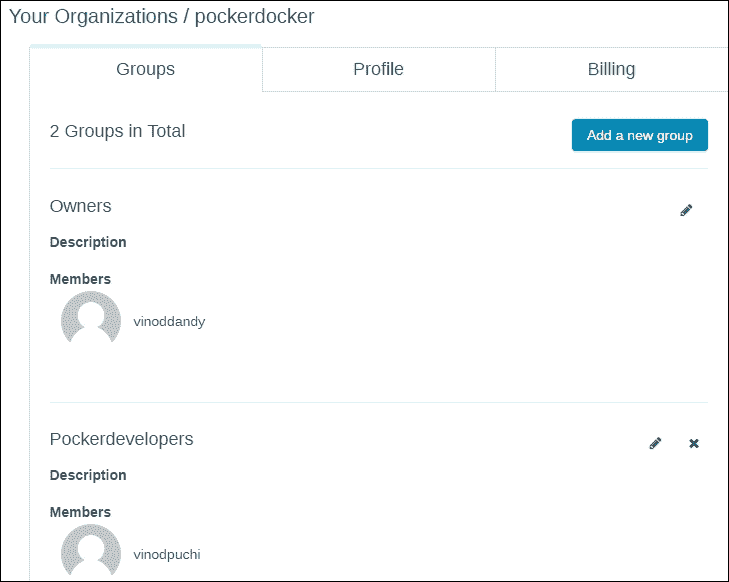 Your Organizations / pockerdocker
Groups Profile Billing
2 Groups in Total Add a new group
Owners
Description
Members
vinoddandy
Pockerdevelopers
Description
Members
vinodpuchi